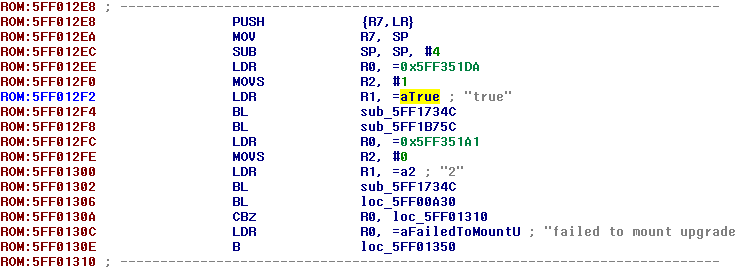 ROM:5FF012E8 ; ---------------------------------------------------------------------------
ROM:5FF012E8 PUSH {R7,LR}
ROM:5FF012EA MOV R7, SP
ROM:5FF012EC SUB SP, SP, #4
ROM:5FF012EE LDR R0, =0x5FF351DA
ROM:5FF012F0 MOVS R2, #1
ROM:5FF012F2 LDR R1, =aTrue ; "true"
ROM:5FF012F4 BL sub_5FF1734C
ROM:5FF012F8 BL sub_5FF1B75C
ROM:5FF012FC LDR R0, =0x5FF351A1
ROM:5FF012FE MOVS R2, #0
ROM:5FF01300 LDR R1, =a2 ; "2"
ROM:5FF01302 BL sub_5FF1734C
ROM:5FF01306 BL loc_5FF00A30
ROM:5FF0130A CBZ R0, loc_5FF01310
ROM:5FF0130C LDR R0, =aFailedToMountU ; "failed to mount upgrade
ROM:5FF0130E B loc_5FF01350
ROM:5FF01310 ; ---------------------------------------------------------------------------